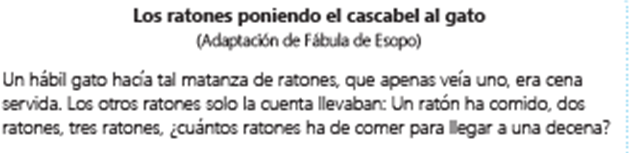 Los ratones poniendo el cascabel al gato
(Adaptación de Fábula de Esopo)
Un hábil gato hacía tal matanza de ratones, que apenas veía uno, era cena
servida. Los otros ratones solo la cuenta llevaban: Un ratón ha comido, dos
ratones, tres ratones, ¿cuántos ratones ha de comer para llegar a una decena?